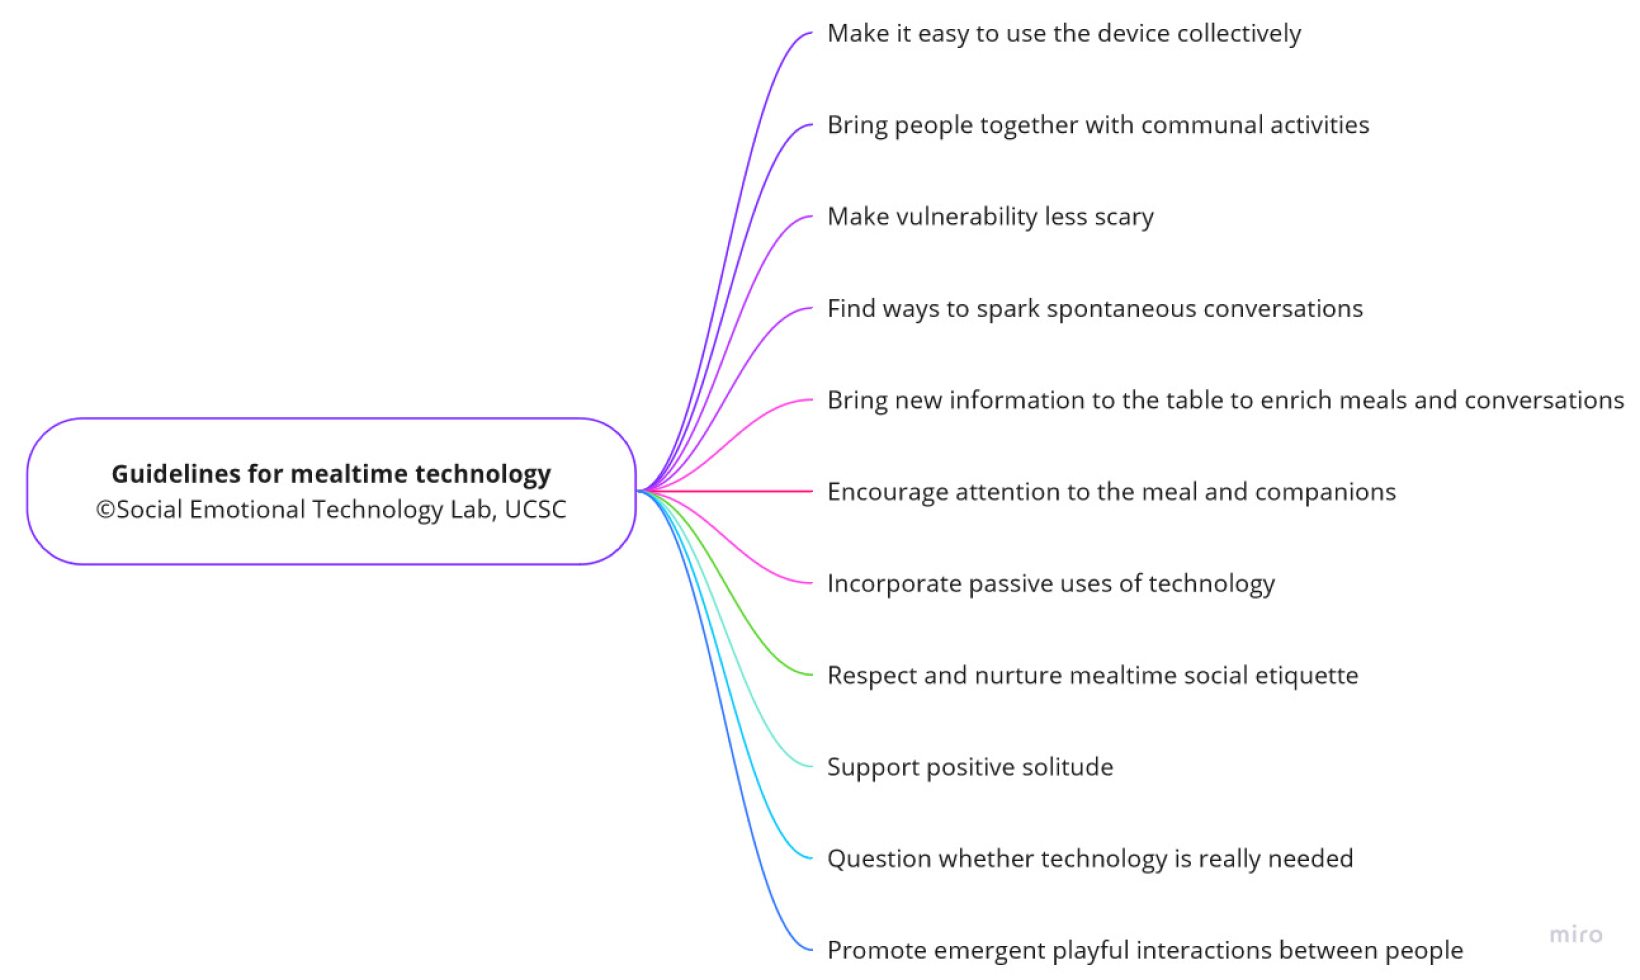 Make it easy to use the device collectively
Bring people together with communal activities
Make vulnerability less scary
Find ways to spark spontaneous conversations
Bring new information to the table to enrich meals and conversations
Guidelines for mealtime technology
©Social Emotional Technology Lab, UCSC
Encourage attention to the meal and companions
Incorporate passive uses of technology
Respect and nurture mealtime social etiquette
Support positive solitude
Question whether technology is really needed
Promote emergent playful interactions between people
miro